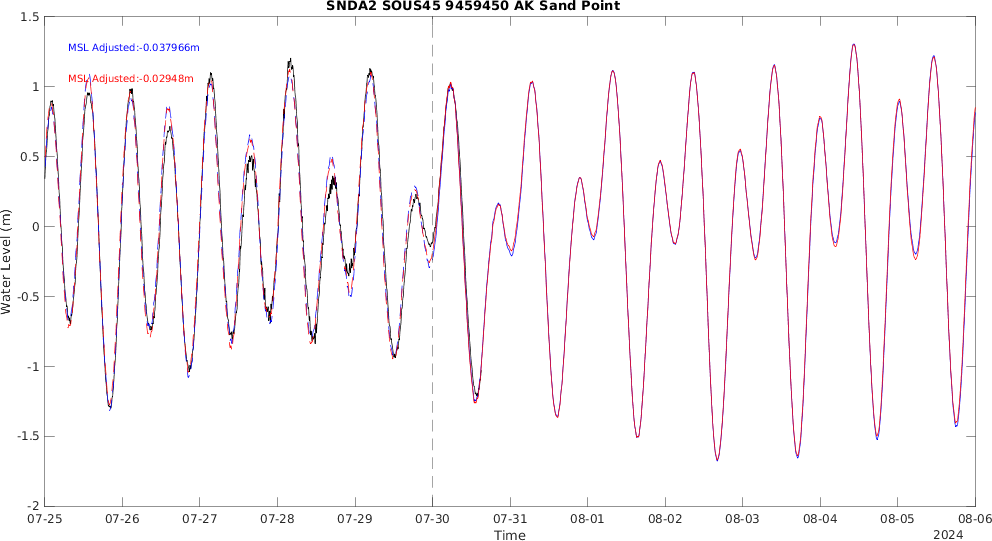 SNDA2 SOUS45 9459450 AK Sand Point
MSL Adjusted:-0.037966m
MSL Adjusted:-0.02948m
Water Level (m)
1.5
1
0.5
0
-0.5
-1
-1.5
-2
07-25 07-26 07-27 07-28 07-29 07-30 07-31 08-01 08-02 08-03 08-04 08-05 08-06
Time
2024